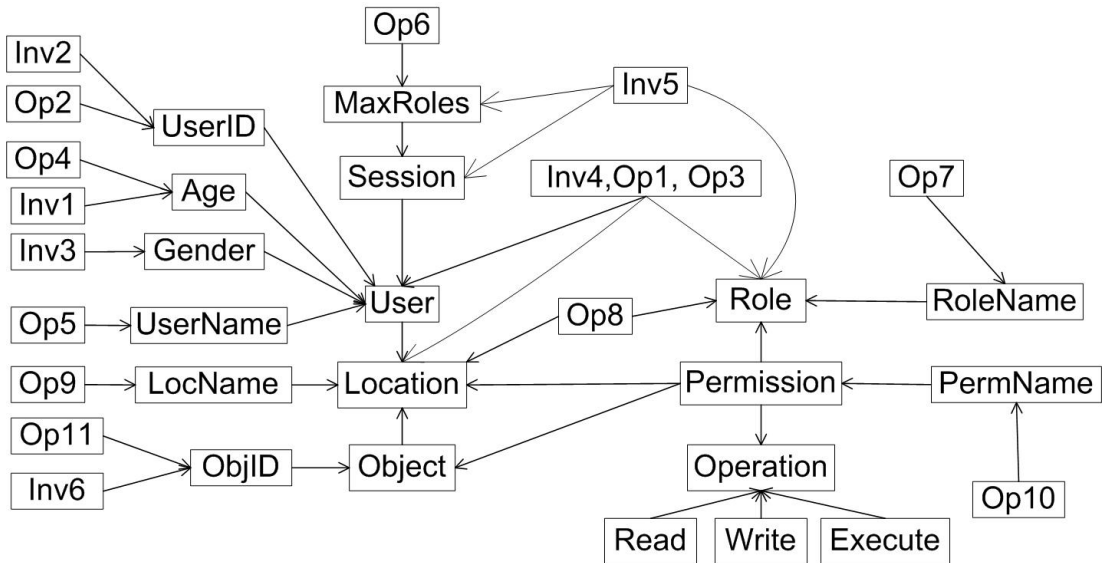 Op6
Inv2
Inv5
Op2
MaxRoles
UserID
Op4
Session
Inv4,Op1, Op3
Op7
Age
Inv1
Inv3
Gender
User
Role
RoleName
Op8
Op5
UserName
Op9
LocName
Location
Permission
PermName
Op11
ObjID
Object
Operation
Inv6
Op10
Read
Write
Execute